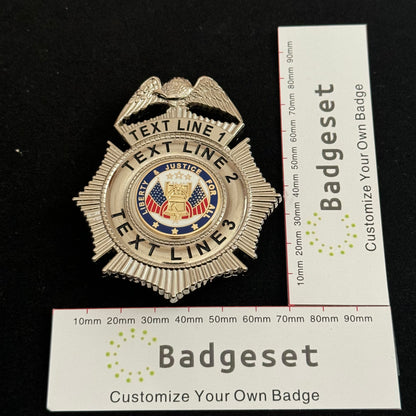 TEXT LINE 1
TEXT LINE 2
LIBERTY & JUSTICE FOR ALL
TEXT LINE 3
10mm 20mm 30mm 40mm 50mm 60mm 70mm 80mm 90mm
Badgeset
Customize Your Own Badge
10mm 20mm 30mm 40mm 50mm 60mm 70mm 80mm 90mm
Badgeset
Customize Your Own Badge